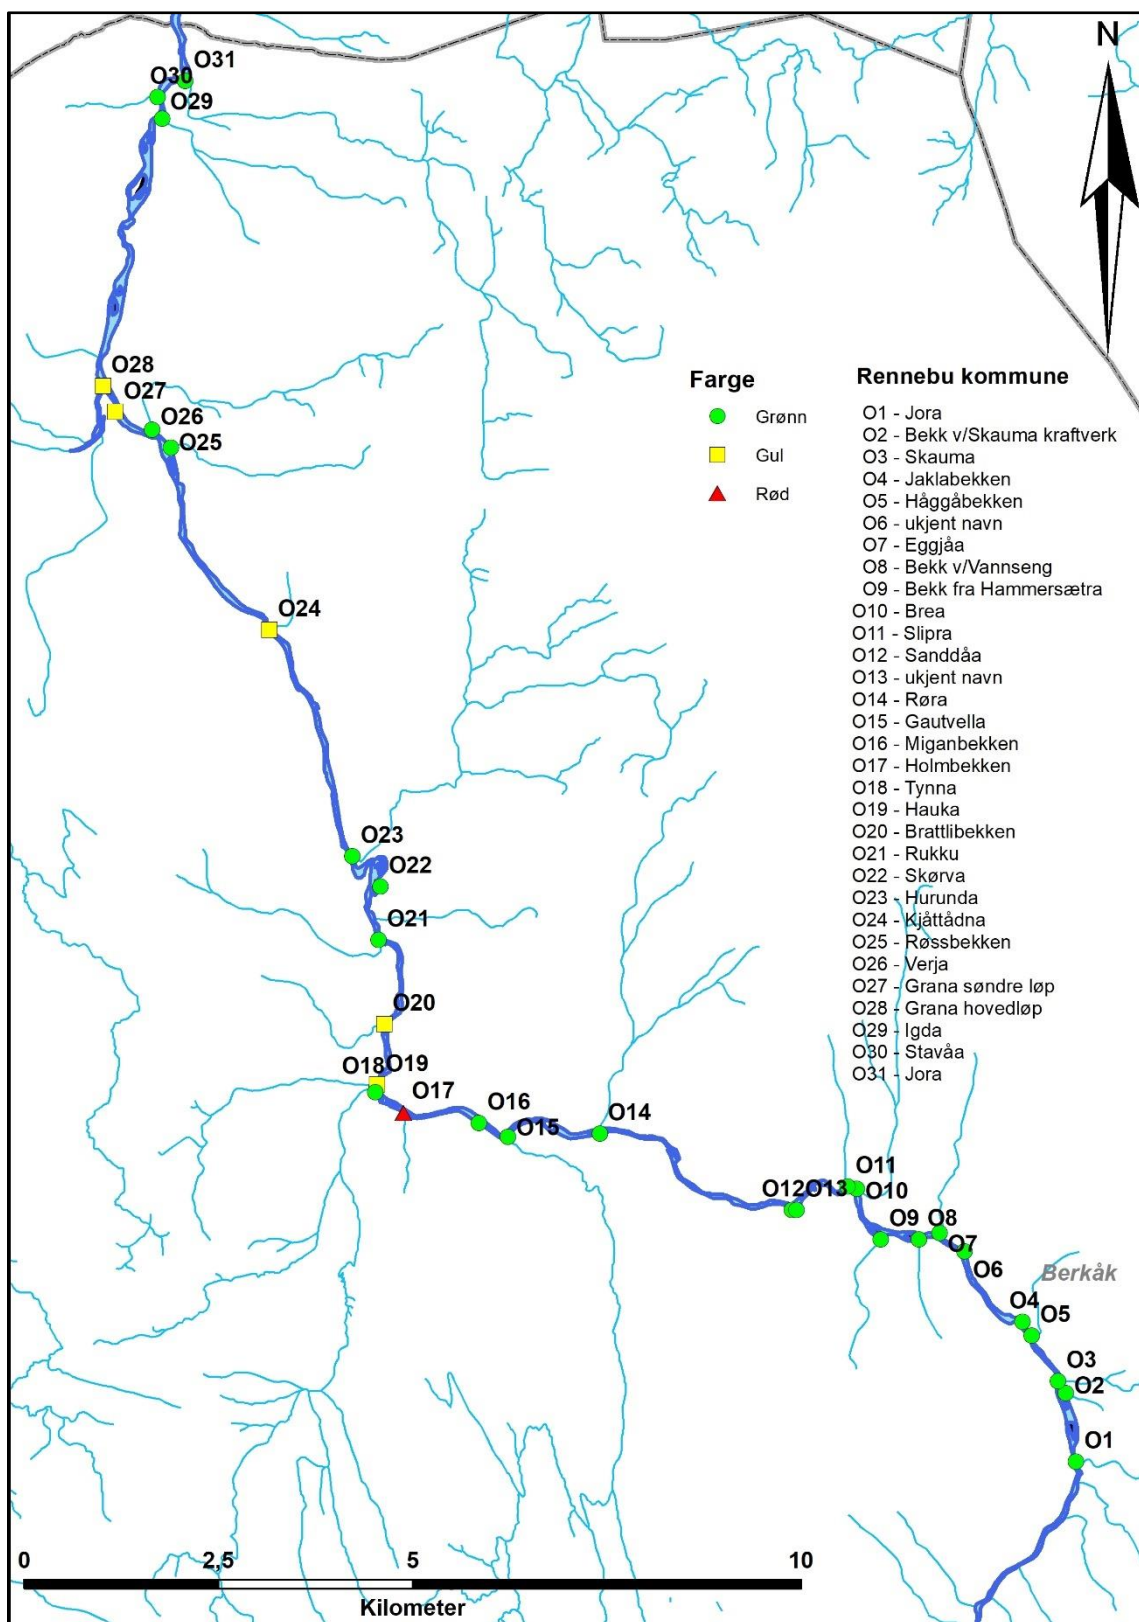 N
O31
O30
O29
O28
O27
O26
O25
O24
O23
O22
O21
O20
O19
O18
O17
O16
O15
O14
O13
O12
O11
O10
O9
O8
O7
O6
Berkåk
O4
O5
O3
O2
O1
Farge
Grønn
Gul
Rød
Rennebu kommune
O1 - Jora
O2 - Bekk v/Skauma kraftverk
O3 - Skauma
O4 - Jaklabekken
O5 - Håggåbekken
O6 - ukjent navn
O7 - Eggjåa
O8 - Bekk v/Vannseng
O9 - Bekk fra Hammersætra
O10 - Brea
O11 - Slipra
O12 - Sanddåa
O13 - ukjent navn
O14 - Røra
O15 - Gautvella
O16 - Miganbekken
O17 - Holmbekken
O18 - Tynna
O19 - Hauka
O20 - Brattlibekken
O21 - Rukku
O22 - Skørva
O23 - Hurunda
O24 - Kjåttådna
O25 - Røssbekken
O26 - Verja
O27 - Grana søndre løp
O28 - Grana hovedløp
O29 - Igda
O30 - Stavåa
O31 - Jora
0 2,5 5 10
Kilometer